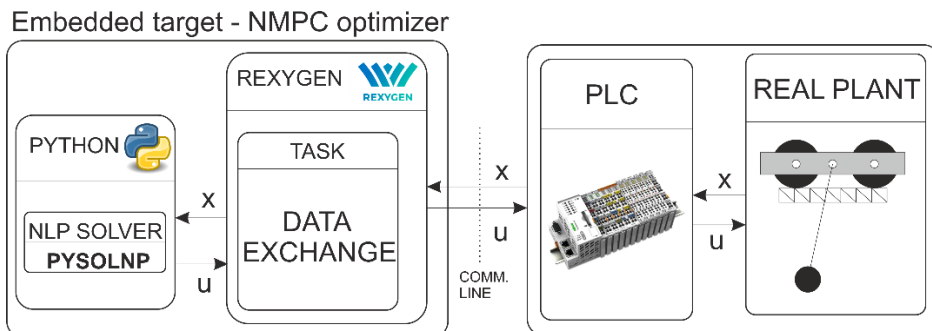 Embedded target - NMPC optimizer
PYTHON
NLP SOLVER
PYSOLNP
x
u
REXYGEN
REXYGEN
TASK
DATA
EXCHANGE
x
u
COMM.
LINE
PLC
x
u
REAL PLANT